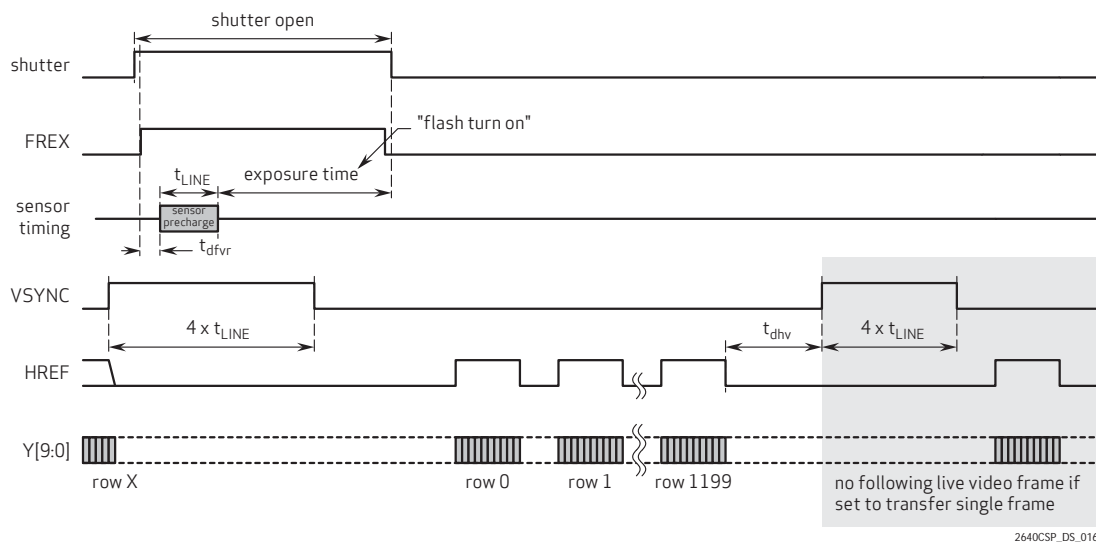 shutter open
shutter
FREX
"flash turn on"
tLINE
exposure time
sensor
timing
sensor
precharge
tdfvr
VSYNC
4 x tLINE
tdhv
4 x tLINE
HREF
Y[9:0]
row X
row 0
row 1
row 1199
no following live video frame if
set to transfer single frame
2640CSP_DS_016